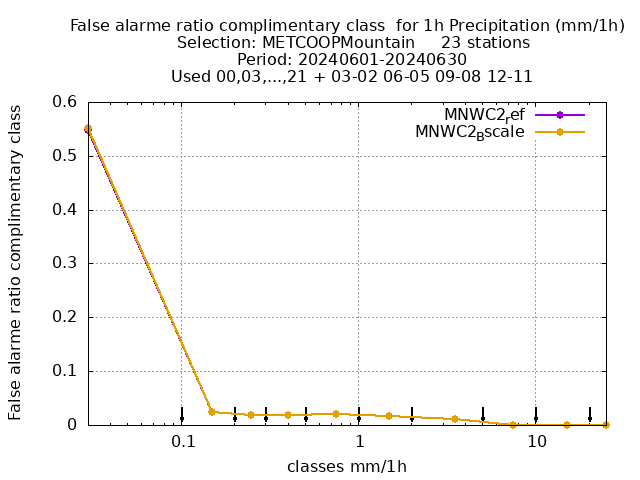 False alarme ratio complimentary class  for 1h Precipitation (mm/1h)
Selection: METCOOPMountain     23 stations
Period: 20240601-20240630
Used 00,03,...,21 + 03-02 06-05 09-08 12-11
False alarme ratio complimentary class
0.6
0.5
0.4
0.3
0.2
0.1
0
MNWC2ref
MNWC2Bscale
0.1
1
10
classes mm/1h